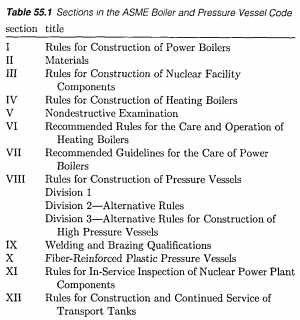 Table 55.1 Sections in the ASME Boiler and Pressure Vessel Code
section title
I Rules for Construction of Power Boilers
II Materials
III Rules for Construction of Nuclear Facility
Components
IV Rules for Construction of Heating Boilers
V Nondestructive Examination
VI Recommended Rules for the Care and Operation of
Heating Boilers
VII Recommended Guidelines for the Care of Power
Boilers
VIII Rules for Construction of Pressure Vessels
Division 1
Division 2—Alternative Rules
Division 3—Alternative Rules for Construction of
High Pressure Vessels
IX Welding and Brazing Qualifications
X Fiber-Reinforced Plastic Pressure Vessels
XI Rules for In-Service Inspection of Nuclear Power Plant
Components
XII Rules for Construction and Continued Service of
Transport Tanks